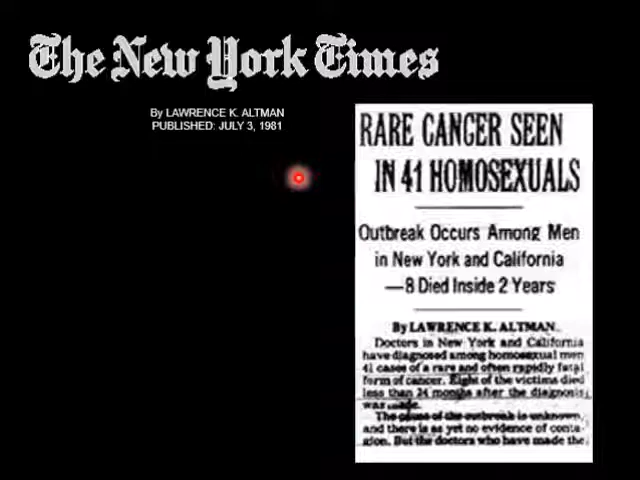 The New York Times
By LAWRENCE K. ALTMAN
PUBLISHED: JULY 3, 1981
RARE CANCER SEEN
IN 41 HOMOSEXUALS
Outbreak Occurs Among Men
in New York and California
—8 Died Inside 2 Years
By LAWRENCE K. ALTMAN
Doctors in New York and California
have diagnosed among homosexual men
41 cases of a rare and often rapidly fatal
form of cancer. Eight of the victims died
less than 24 months after the diagnosis
was made.
The cause of the outbreak is unknown,
and there is as yet no evidence of conta-
gion. But the doctors who have made the